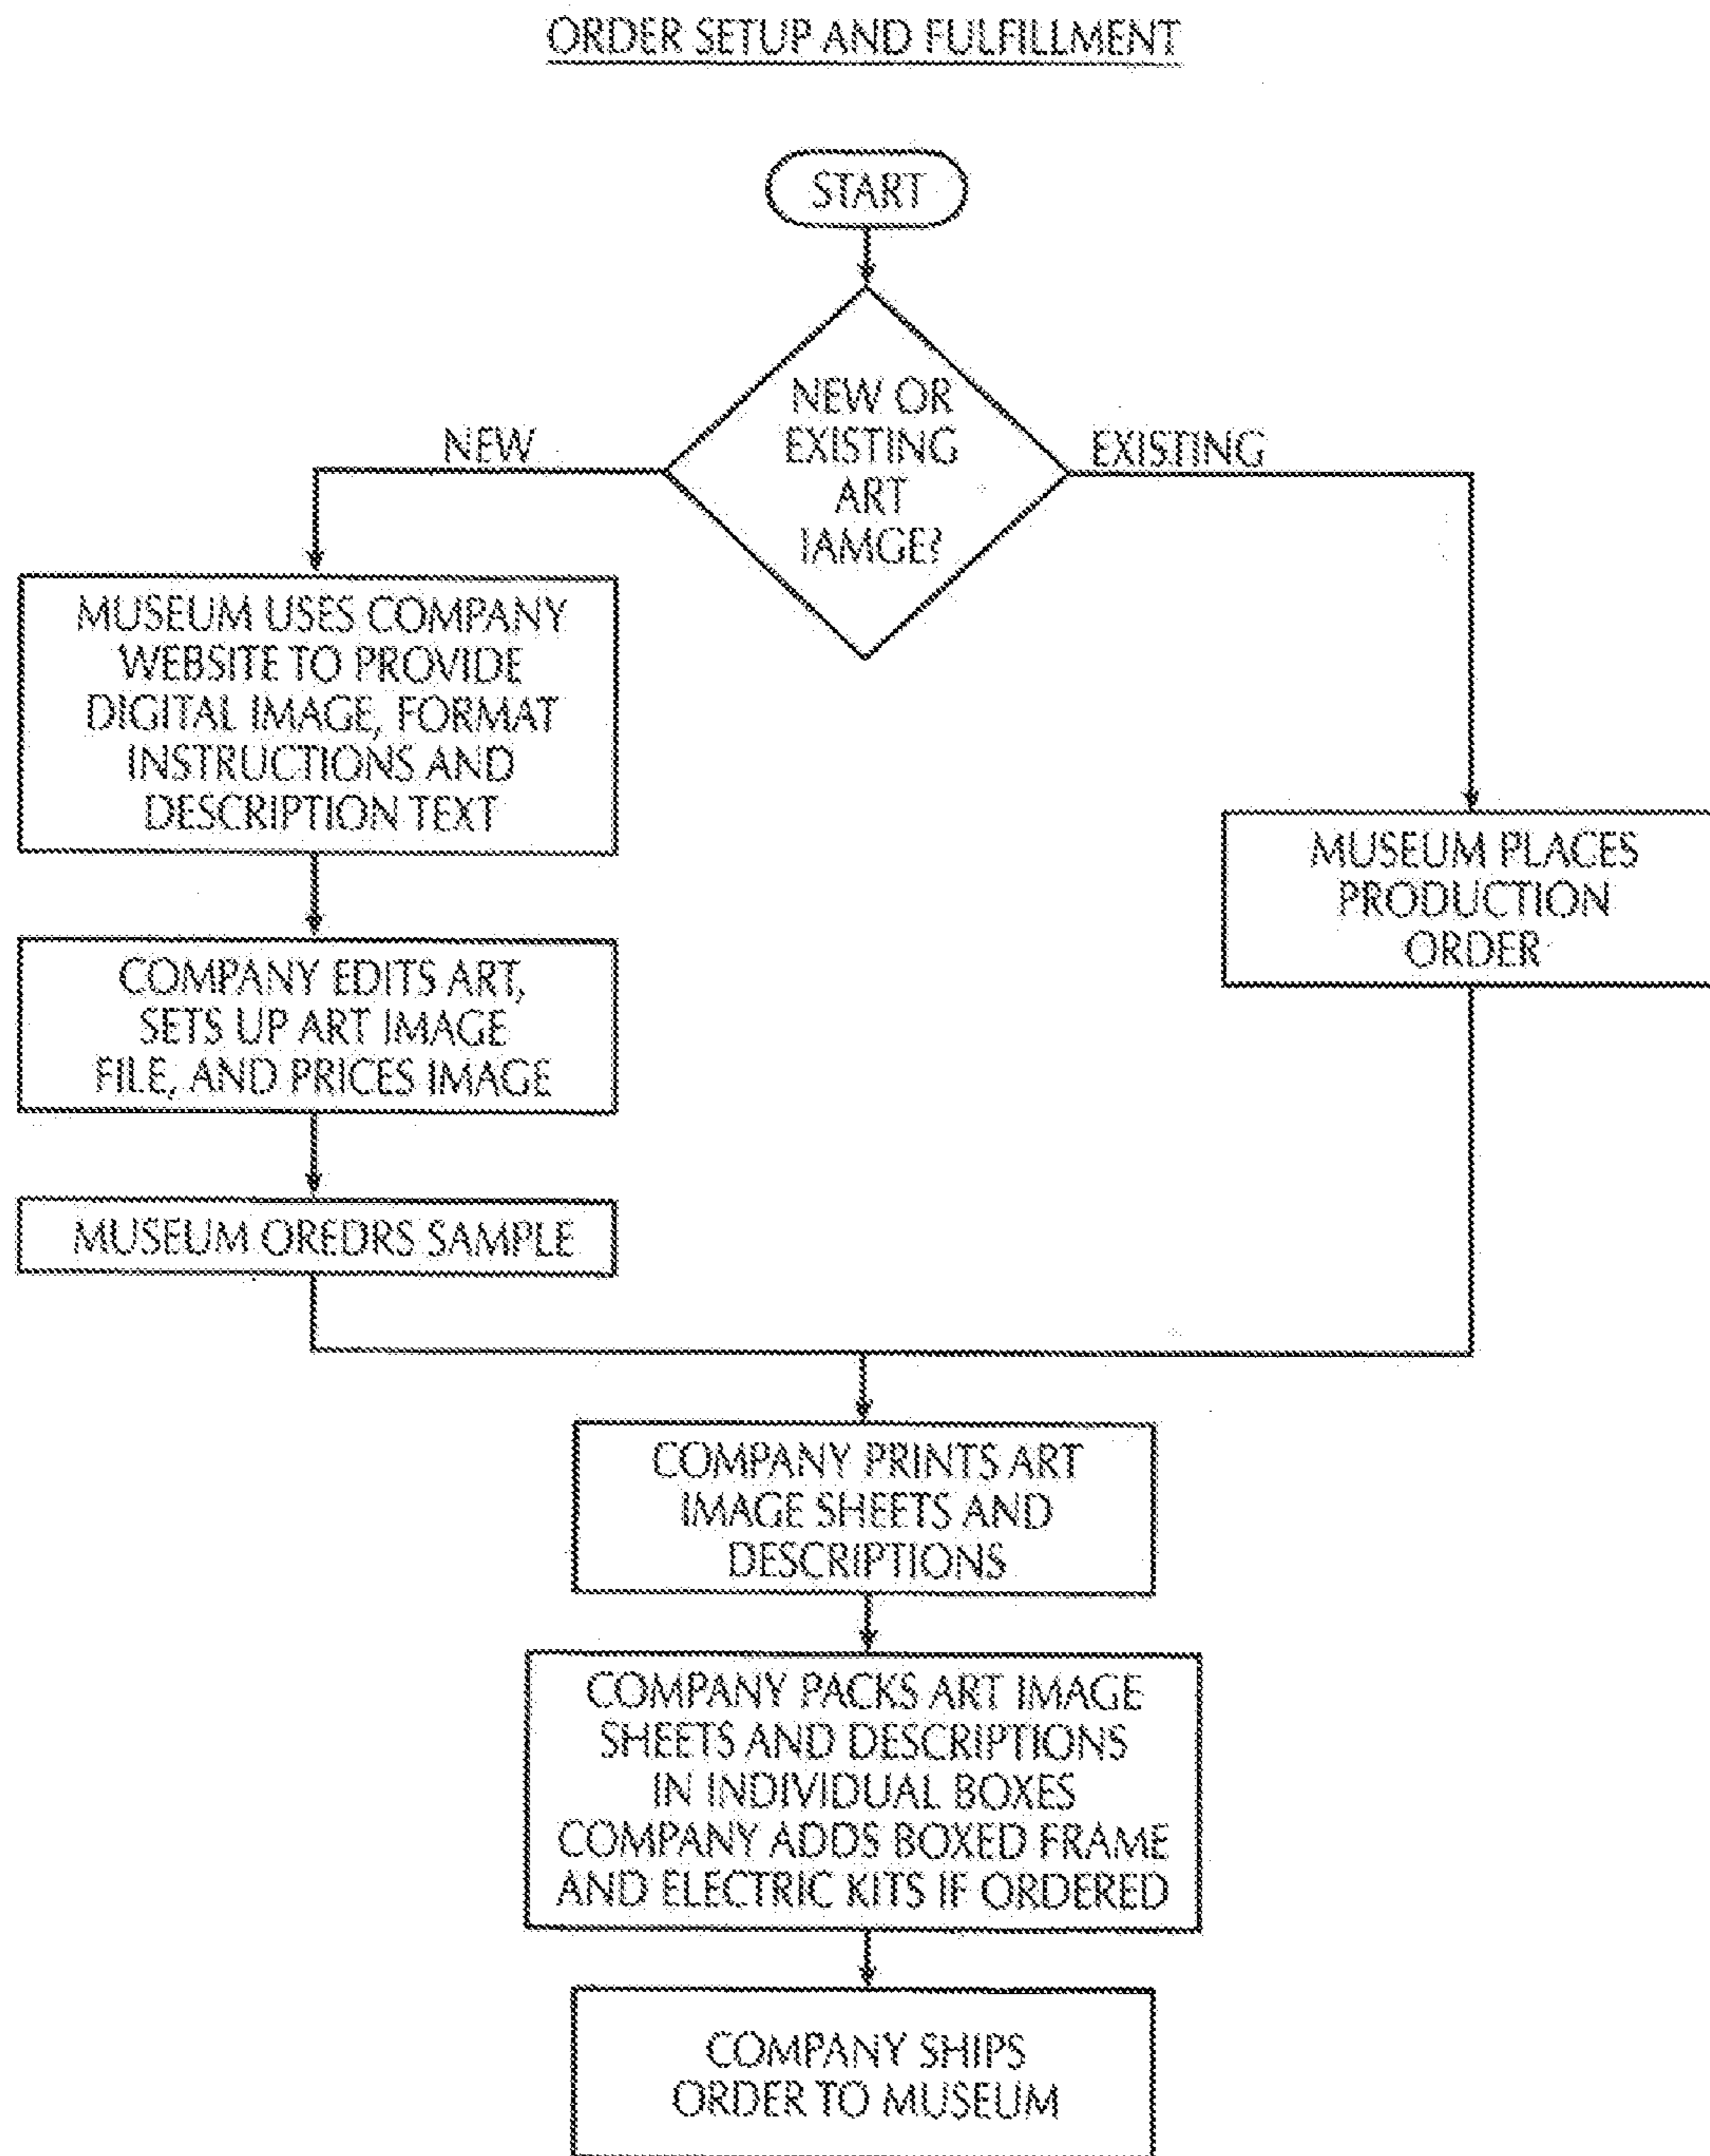 ORDER SETUP AND FULFILLMENT
START
NEW OR
EXISTING
ART
IAMGE?
NEW
EXISTING
MUSEUM USES COMPANY
WEBSITE TO PROVIDE
DIGITAL IMAGE, FORMAT
INSTRUCTIONS AND
DESCRIPTION TEXT
MUSEUM PLACES
PRODUCTION
ORDER
COMPANY EDITS ART,
SETS UP ART IMAGE
FILE, AND PRICES IMAGE
MUSEUM OREDRS SAMPLE
COMPANY PRINTS ART
IMAGE SHEETS AND
DESCRIPTIONS
COMPANY PACKS ART IMAGE
SHEETS AND DESCRIPTIONS
IN INDIVIDUAL BOXES
COMPANY ADDS BOXED FRAME
AND ELECTRIC KITS IF ORDERED
COMPANY SHIPS
ORDER TO MUSEUM